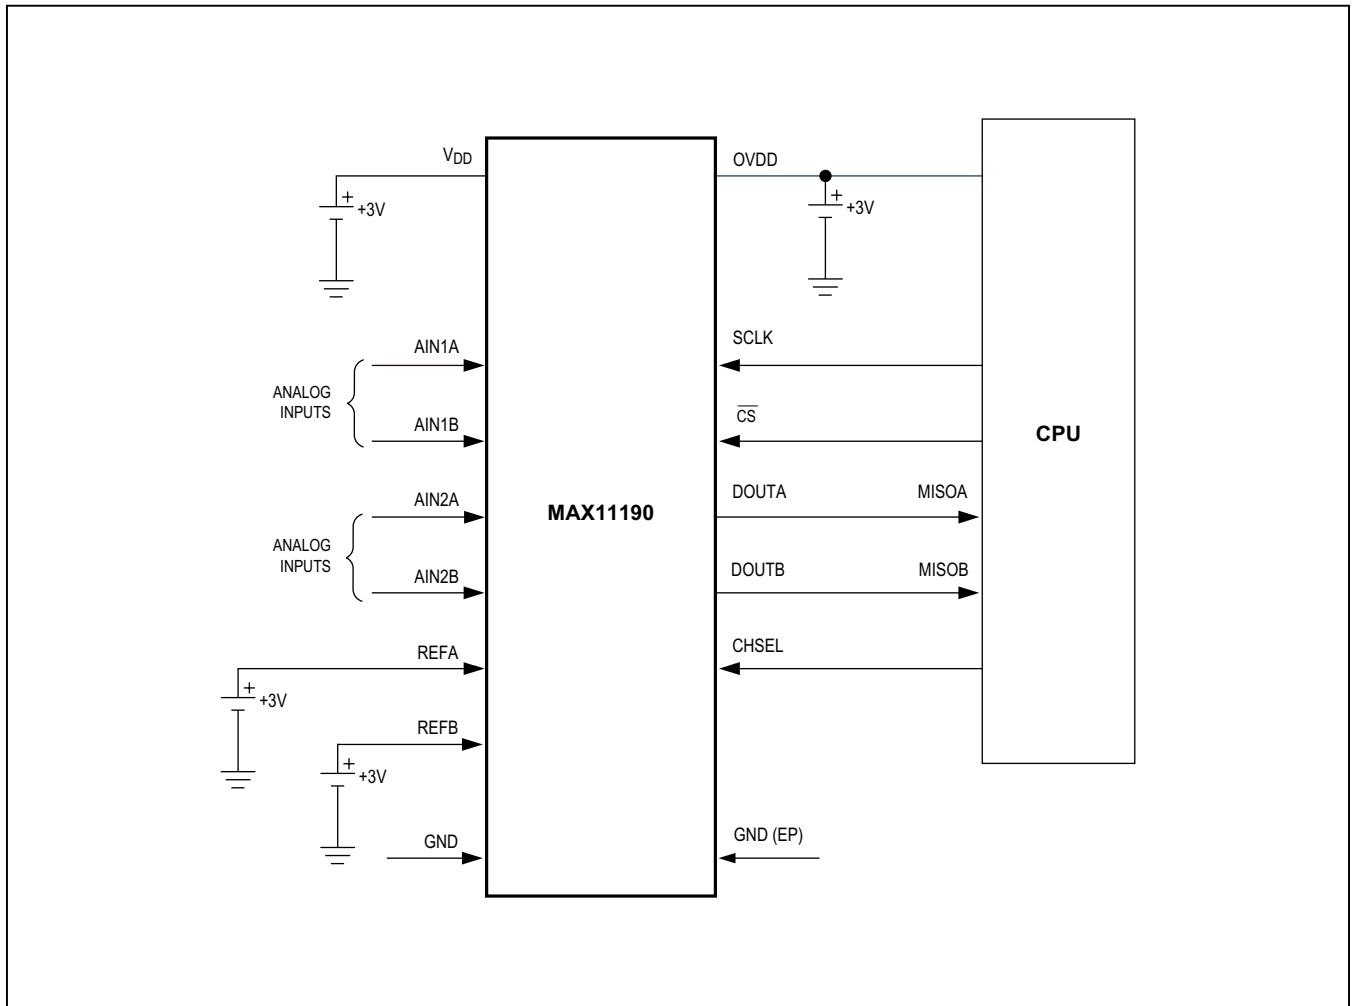 VDD
OVDD
+
+3V
+
+3V
AIN1A
SCLK
ANALOG
INPUTS
AIN1B
CS
CPU
AIN2A
DOUTA
MISOA
MAX11190
ANALOG
INPUTS
AIN2B
DOUTB
MISOB
REFA
CHSEL
+
+3V
REFB
+
+3V
GND
GND (EP)